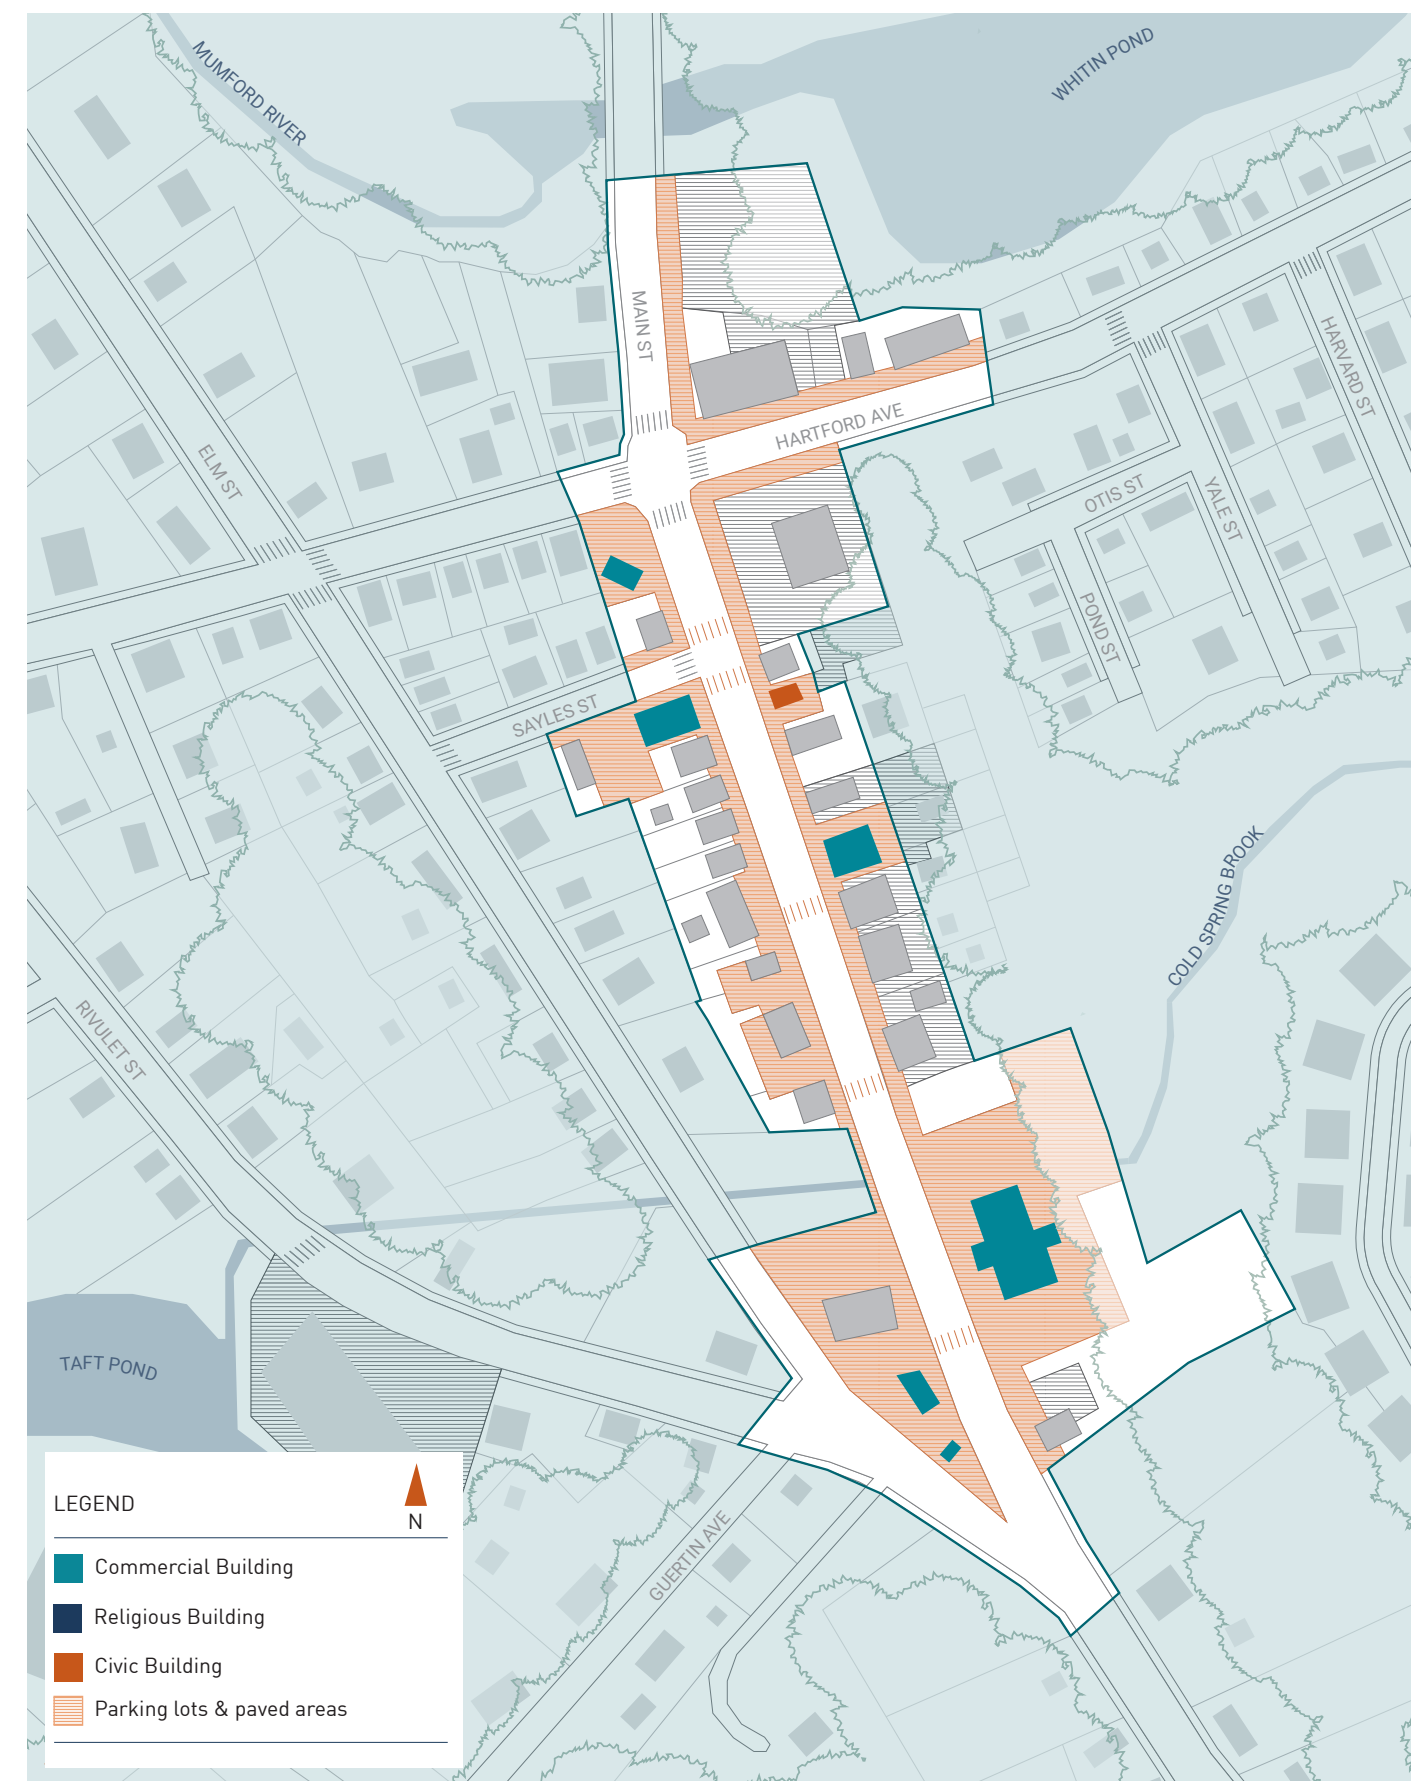 MUMFORD RIVER
WHITIN POND
MAIN ST
HARTFORD AVE
HARVARD ST
ELM ST
OTIS ST
YALE ST
POND ST
SAYLES ST
COLD SPRING BROOK
RIVULET ST
TAFT POND
GUERTIN AVE
LEGEND
N
Commercial Building
Religious Building
Civic Building
Parking lots & paved areas